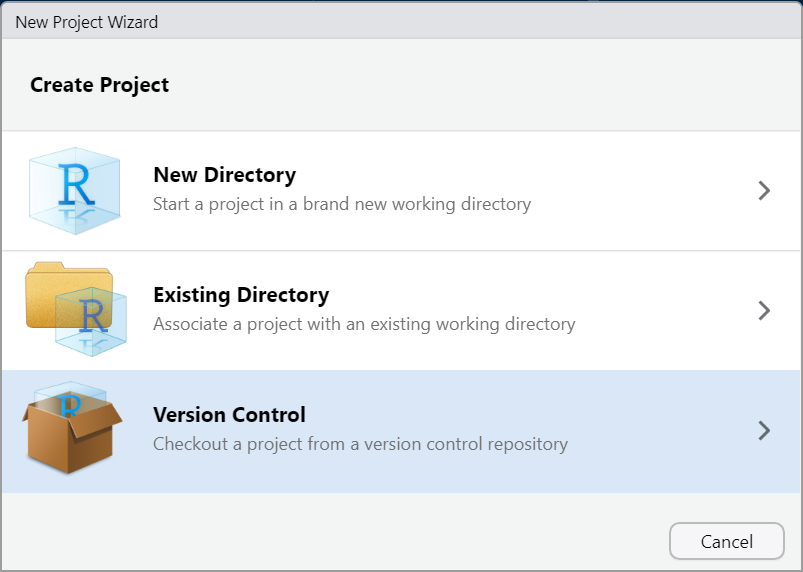 New Project Wizard
Create Project
R
New Directory
Start a project in a brand new working directory
R
Existing Directory
Associate a project with an existing working directory
R
Version Control
Checkout a project from a version control repository
Cancel